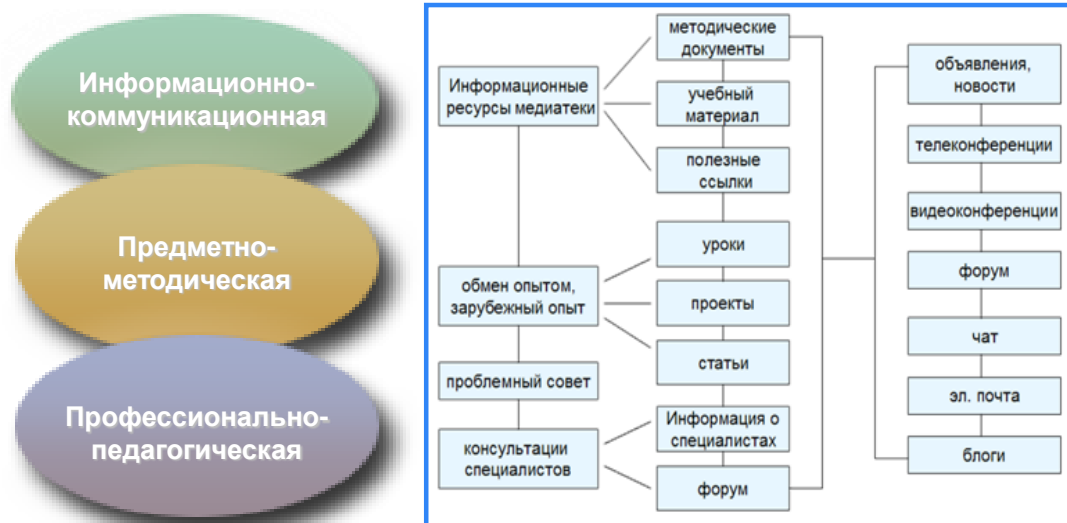 Информационно-
коммуникационная
Предметно-
методическая
Профессионально-
педагогическая
Информационные
ресурсы медиатеки
обмен опытом,
зарубежный опыт
проблемный совет
консультации
специалистов
методические
документы
учебный
материал
полезные
ссылки
уроки
проекты
статьи
Информация о
специалистах
форум
объявления,
новости
телеконференции
видеоконференции
форум
чат
эл. почта
блоги